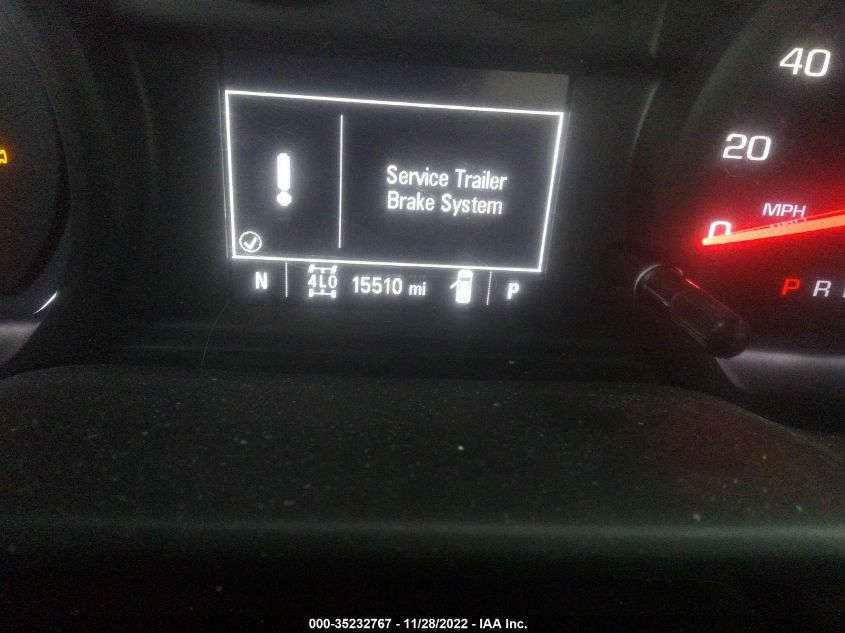 40
20
Service Trailer
Brake System
MPH
0
N 4LO 15510 mi P
P R
000-35232767 - 11/28/2022 - IAA Inc.